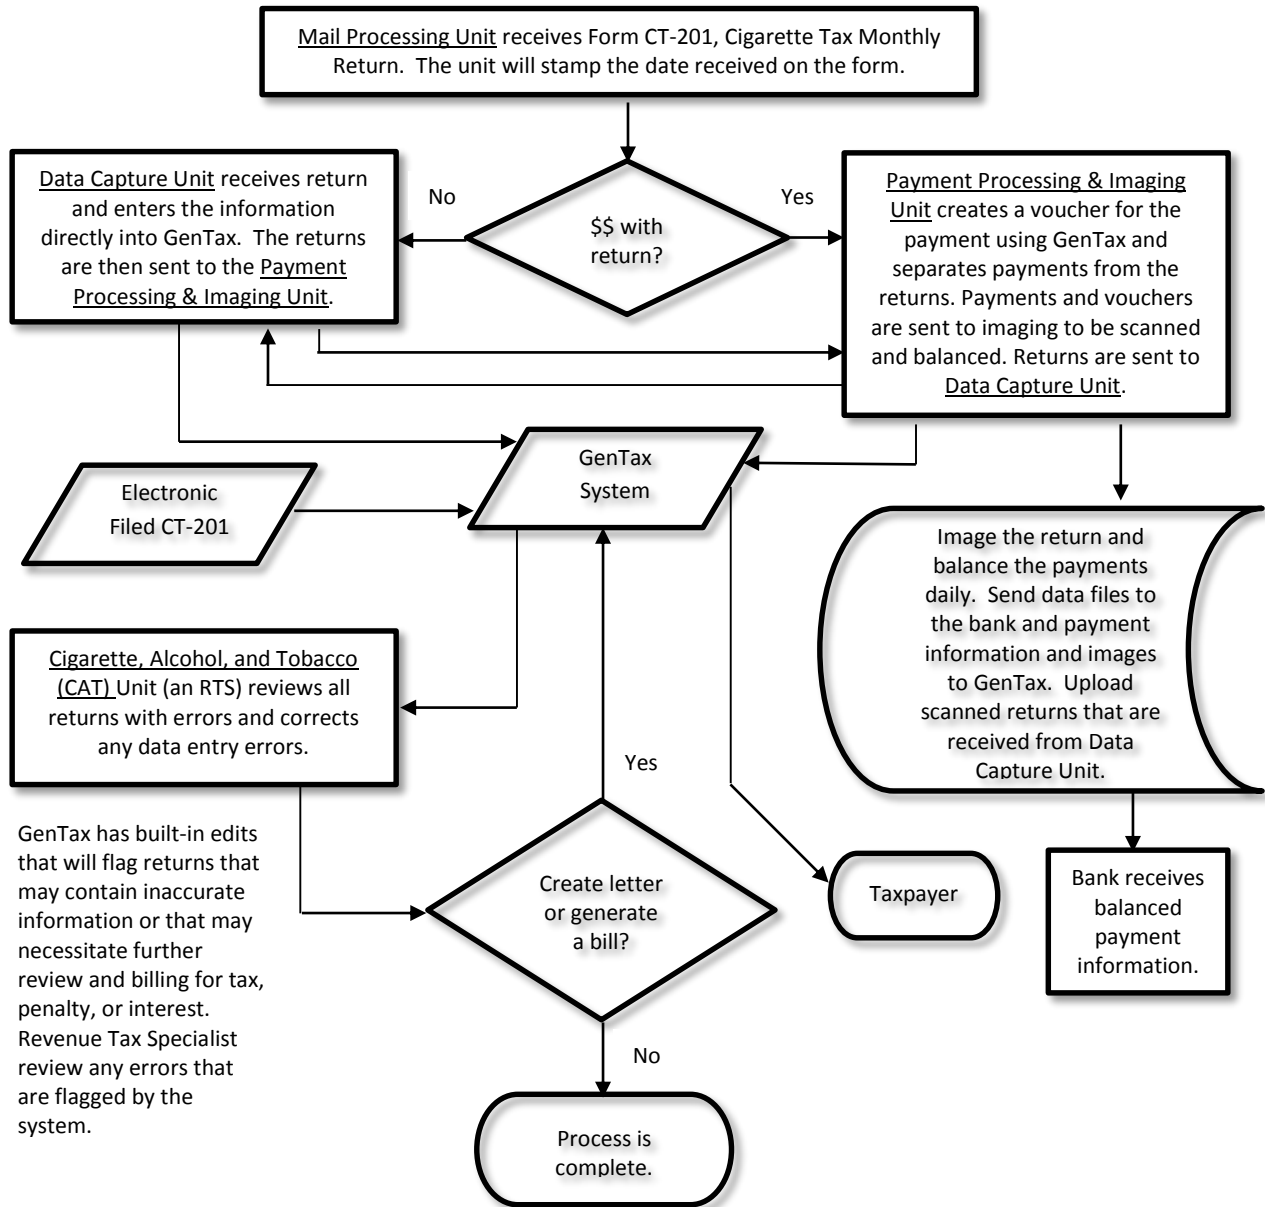 Mail Processing Unit receives Form CT-201, Cigarette Tax Monthly
Return.  The unit will stamp the date received on the form.
Data Capture Unit receives return
and enters the information
directly into GenTax.  The returns
are then sent to the Payment
Processing & Imaging Unit.
No
$$ with
return?
Yes
Payment Processing & Imaging
Unit creates a voucher for the
payment using GenTax and
separates payments from the
returns. Payments and vouchers
are sent to imaging to be scanned
and balanced. Returns are sent to
Data Capture Unit.
Electronic
Filed CT-201
GenTax
System
Image the return and
balance the payments
daily.  Send data files to
the bank and payment
information and images
to GenTax.  Upload
scanned returns that are
received from Data
Capture Unit.
Cigarette, Alcohol, and Tobacco
(CAT) Unit (an RTS) reviews all
returns with errors and corrects
any data entry errors.
Yes
GenTax has built-in edits
that will flag returns that
may contain inaccurate
information or that may
necessitate further
review and billing for tax,
penalty, or interest.
Revenue Tax Specialist
review any errors that
are flagged by the
system.
Create letter
or generate
a bill?
Taxpayer
Bank receives
balanced
payment
information.
No
Process is
complete.